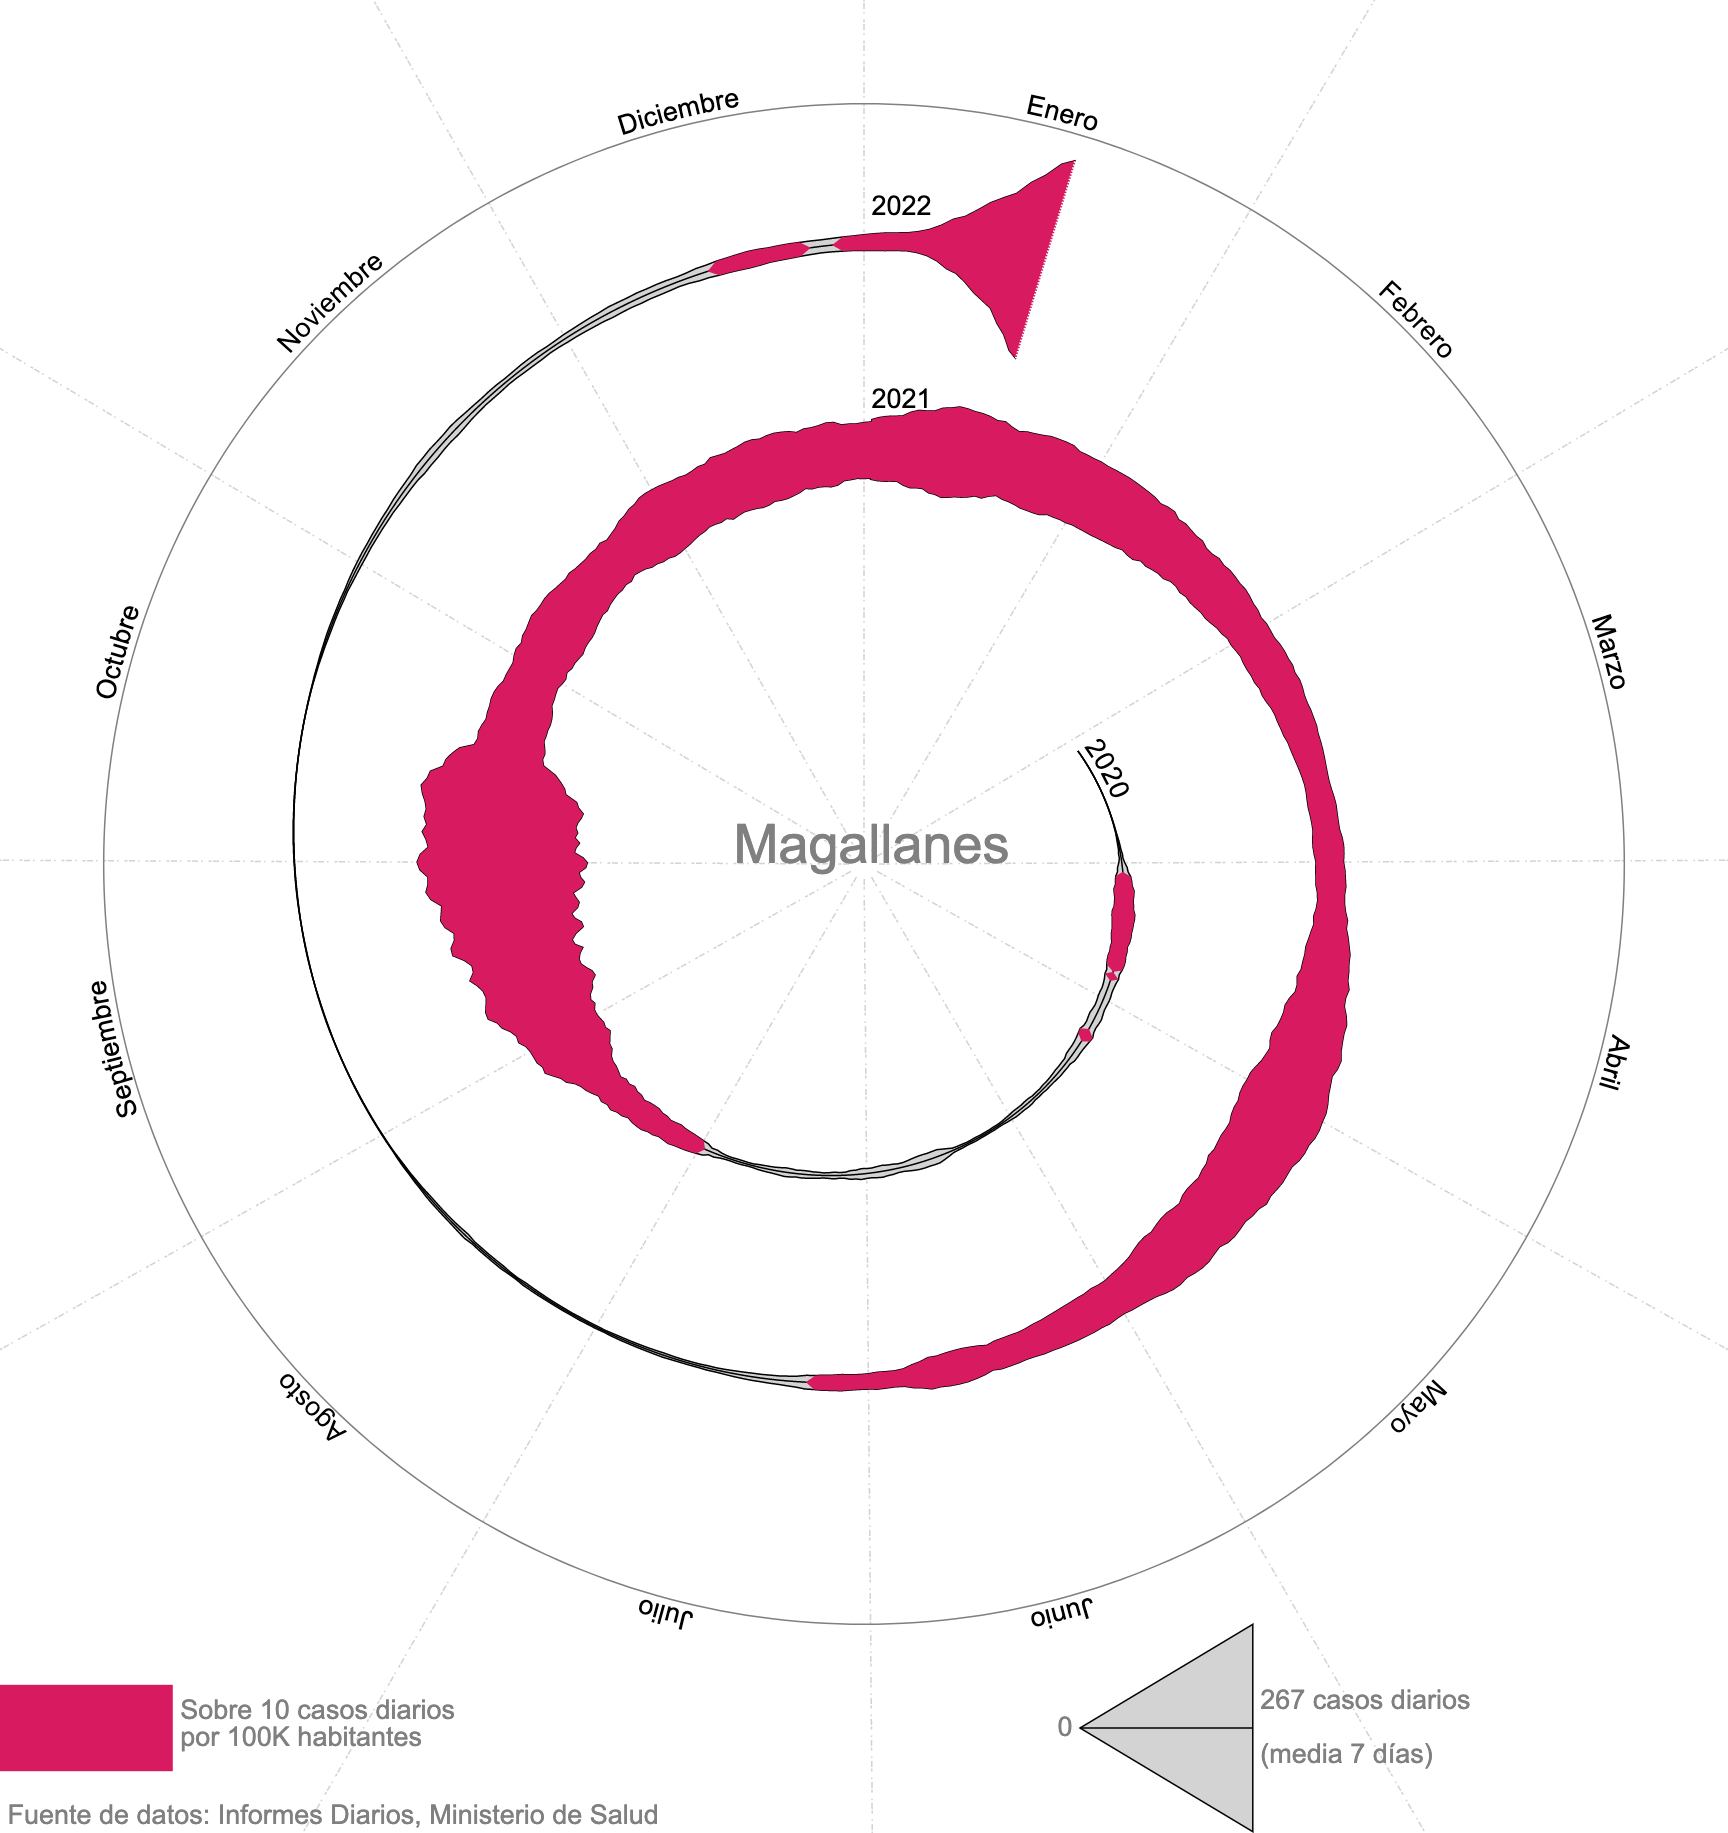 Diciembre
Enero
2022
Noviembre
Febrero
2021
Octubre
Marzo
2020
Magallanes
Septiembre
Abril
Agosto
Mayo
Julio
Junio
Sobre 10 casos diarios
por 100K habitantes
0
267 casos diarios
(media 7 días)
Fuente de datos: Informes Diarios, Ministerio de Salud